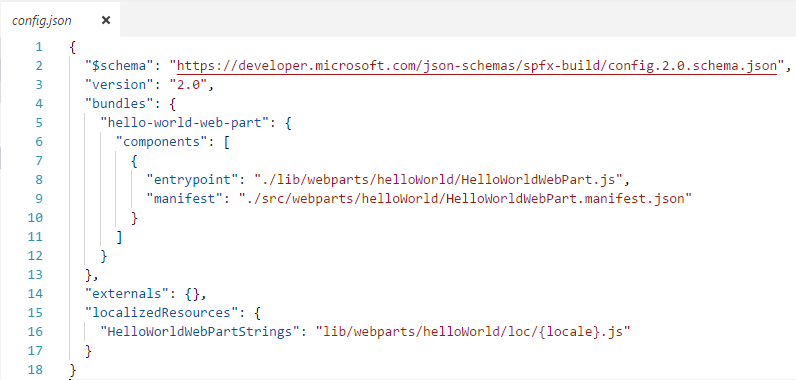 config.json ×
1 {
2 "$schema": "https://developer.microsoft.com/json-schemas/spfx-build/config.2.0.schema.json",
3 "version": "2.0",
4 "bundles": {
5 "hello-world-web-part": {
6 "components": [
7 {
8 "entrypoint": "./lib/webparts/helloWorld/HelloWorldWebPart.js",
9 "manifest": "./src/webparts/helloWorld/HelloWorldWebPart.manifest.json"
10 }
11 ]
12 }
13 },
14 "externals": {},
15 "localizedResources": {
16 "HelloWorldWebPartStrings": "lib/webparts/helloWorld/loc/{locale}.js"
17 }
18 }